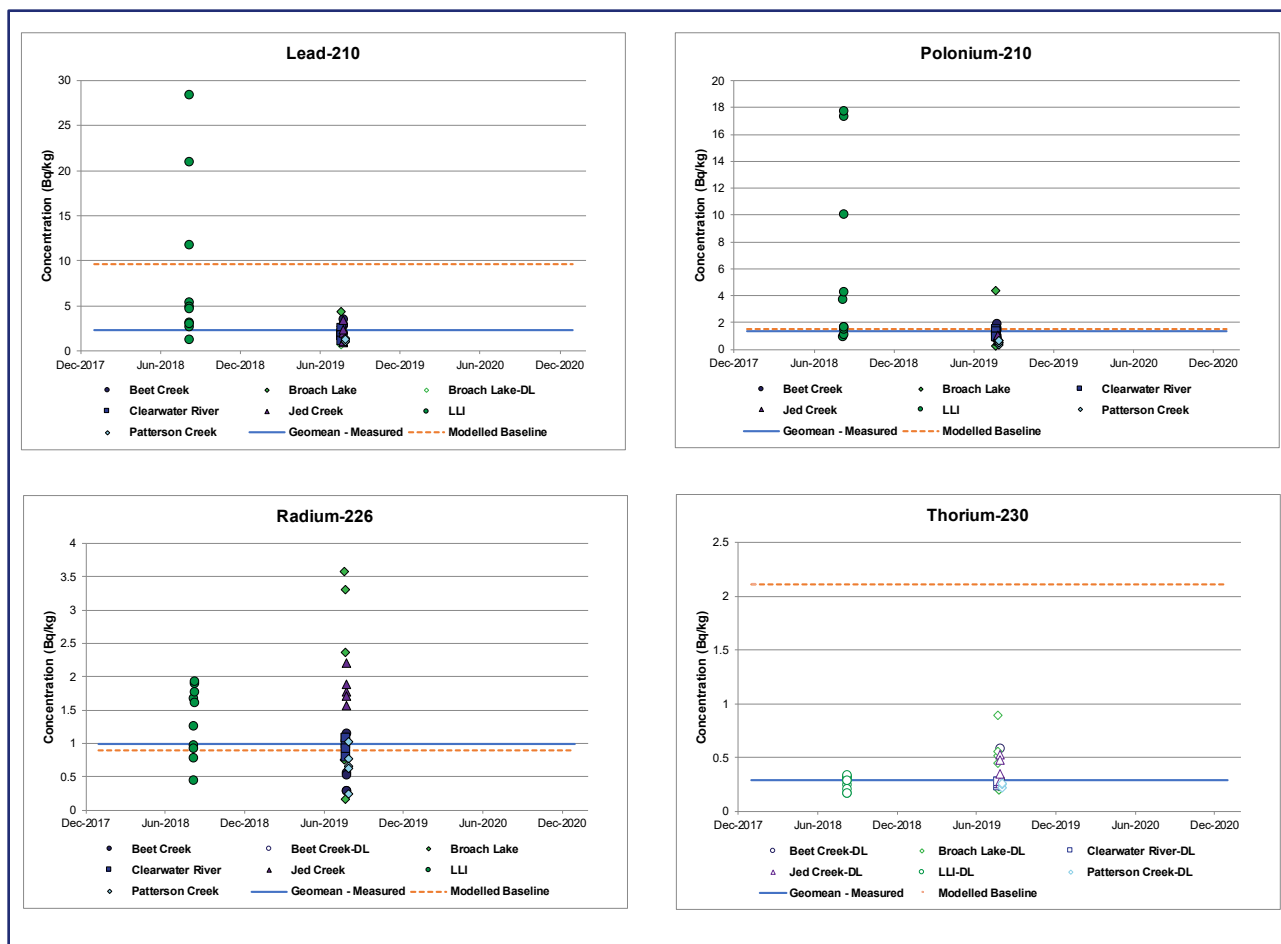 Lead-210
Concentration (Bq/kg)
30
25
20
15
10
5
0
Dec-2017 Jun-2018 Dec-2018 Jun-2019 Dec-2019 Jun-2020 Dec-2020
Beet Creek Broach Lake Broach Lake-DL
Clearwater River Jed Creek LLI
Patterson Creek Geomean - Measured Modelled Baseline
Polonium-210
Concentration (Bq/kg)
20
18
16
14
12
10
8
6
4
2
0
Dec-2017 Jun-2018 Dec-2018 Jun-2019 Dec-2019 Jun-2020 Dec-2020
Beet Creek Broach Lake Clearwater River
Jed Creek LLI Patterson Creek
Geomean - Measured Modelled Baseline
Radium-226
Concentration (Bq/kg)
4
3.5
3
2.5
2
1.5
1
0.5
0
Dec-2017 Jun-2018 Dec-2018 Jun-2019 Dec-2019 Jun-2020 Dec-2020
Beet Creek Beet Creek-DL Broach Lake
Clearwater River Jed Creek LLI
Patterson Creek Geomean - Measured Modelled Baseline
Thorium-230
Concentration (Bq/kg)
2.5
2
1.5
1
0.5
0
Dec-2017 Jun-2018 Dec-2018 Jun-2019 Dec-2019 Jun-2020 Dec-2020
Beet Creek-DL Broach Lake-DL Clearwater River-DL
Jed Creek-DL LLI-DL Patterson Creek-DL
Geomean - Measured Modelled Baseline